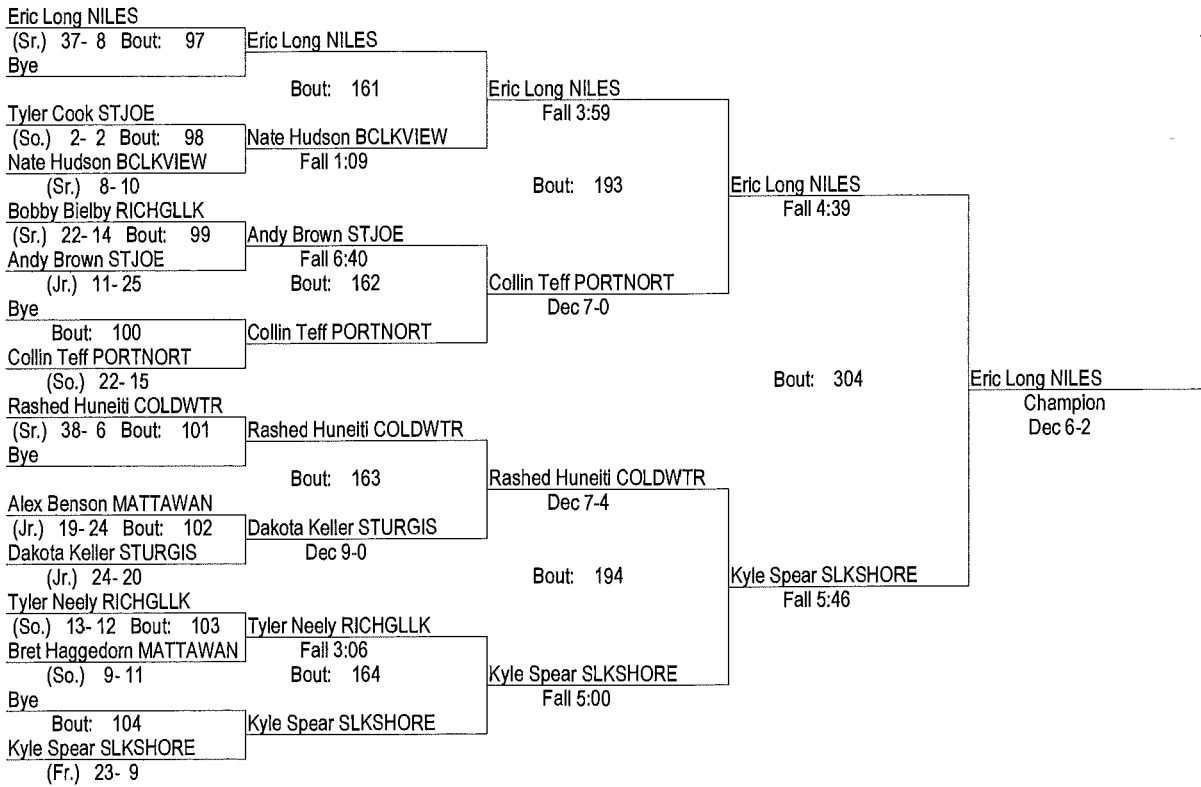 Eric Long NILES
(Sr.) 37- 8 Bout: 97
Bye
Tyler Cook STJOE
(So.) 2- 2 Bout: 98
Nate Hudson BCLKVIEW
(Sr.) 8- 10
Bobby Bielby RICHGLLK
(Sr.) 22- 14 Bout: 99
Andy Brown STJOE
(Jr.) 11- 25
Bye
Bout: 100
Collin Teff PORTNORT
(So.) 22- 15
Rashed Huneiti COLDWTR
(Sr.) 38- 6 Bout: 101
Bye
Alex Benson MATTAWAN
(Jr.) 19- 24 Bout: 102
Dakota Keller STURGIS
(Jr.) 24- 20
Tyler Neely RICHGLLK
(So.) 13- 12 Bout: 103
Bret Haggedorn MATTAWAN
(So.) 9- 11
Bye
Bout: 104
Kyle Spear SLKSHORE
(Fr.) 23- 9
Eric Long NILES
Bout: 161
Nate Hudson BCLKVIEW
Fall 1:09
Andy Brown STJOE
Fall 6:40
Bout: 162
Collin Teff PORTNORT
Rashed Huneiti COLDWTR
Bout: 163
Dakota Keller STURGIS
Dec 9-0
Tyler Neely RICHGLLK
Fall 3:06
Bout: 164
Kyle Spear SLKSHORE
Eric Long NILES
Fall 3:59
Bout: 193
Collin Teff PORTNORT
Dec 7-0
Rashed Huneiti COLDWTR
Dec 7-4
Bout: 194
Kyle Spear SLKSHORE
Fall 5:00
Eric Long NILES
Fall 4:39
Bout: 304
Kyle Spear SLKSHORE
Fall 5:46
Eric Long NILES
Champion
Dec 6-2